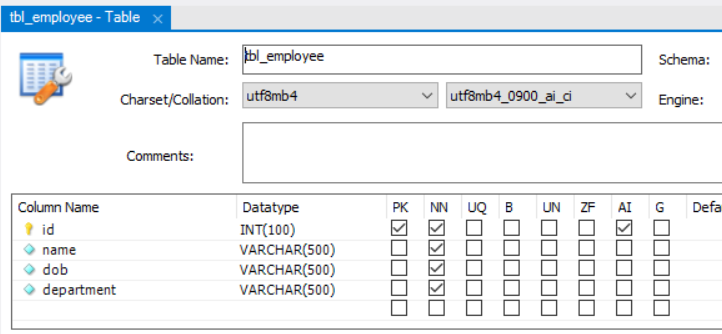 tbl_employee - Table ×
Table Name: tbl_employee Schema:
Charset/Collation: utf8mb4 utf8mb4_0900_ai_ci Engine:
Comments:
Column Name Datatype PK NN UQ B UN ZF AI G Defa
id INT(100)
name VARCHAR(500)
dob VARCHAR(500)
department VARCHAR(500)